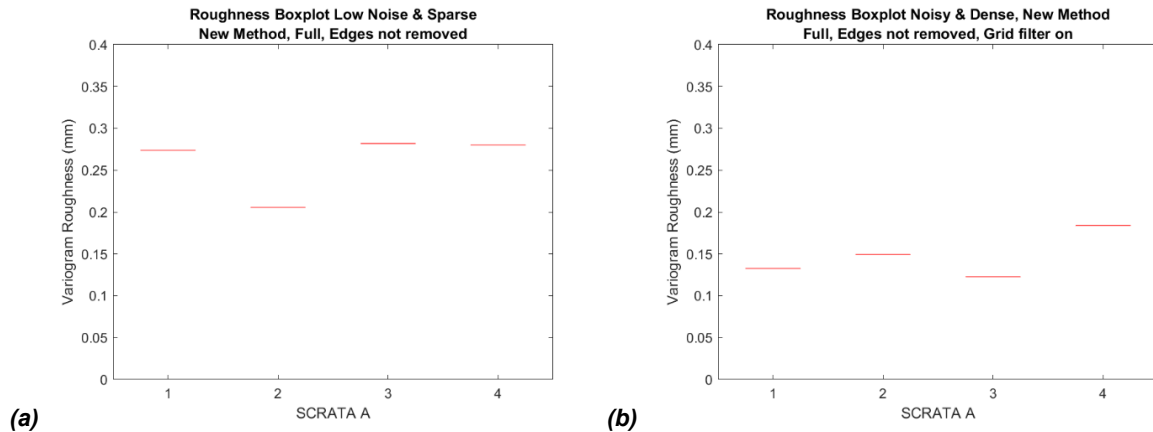 Roughness Boxplot Low Noise & Sparse
New Method, Full, Edges not removed
0.4
0.35
0.3
0.25
0.2
0.15
0.1
0.05
0
Variogram Roughness (mm)
1 2 3 4
SCRATA A
(a)
Roughness Boxplot Noisy & Dense, New Method
Full, Edges not removed, Grid filter on
0.4
0.35
0.3
0.25
0.2
0.15
0.1
0.05
0
Variogram Roughness (mm)
1 2 3 4
SCRATA A
(b)